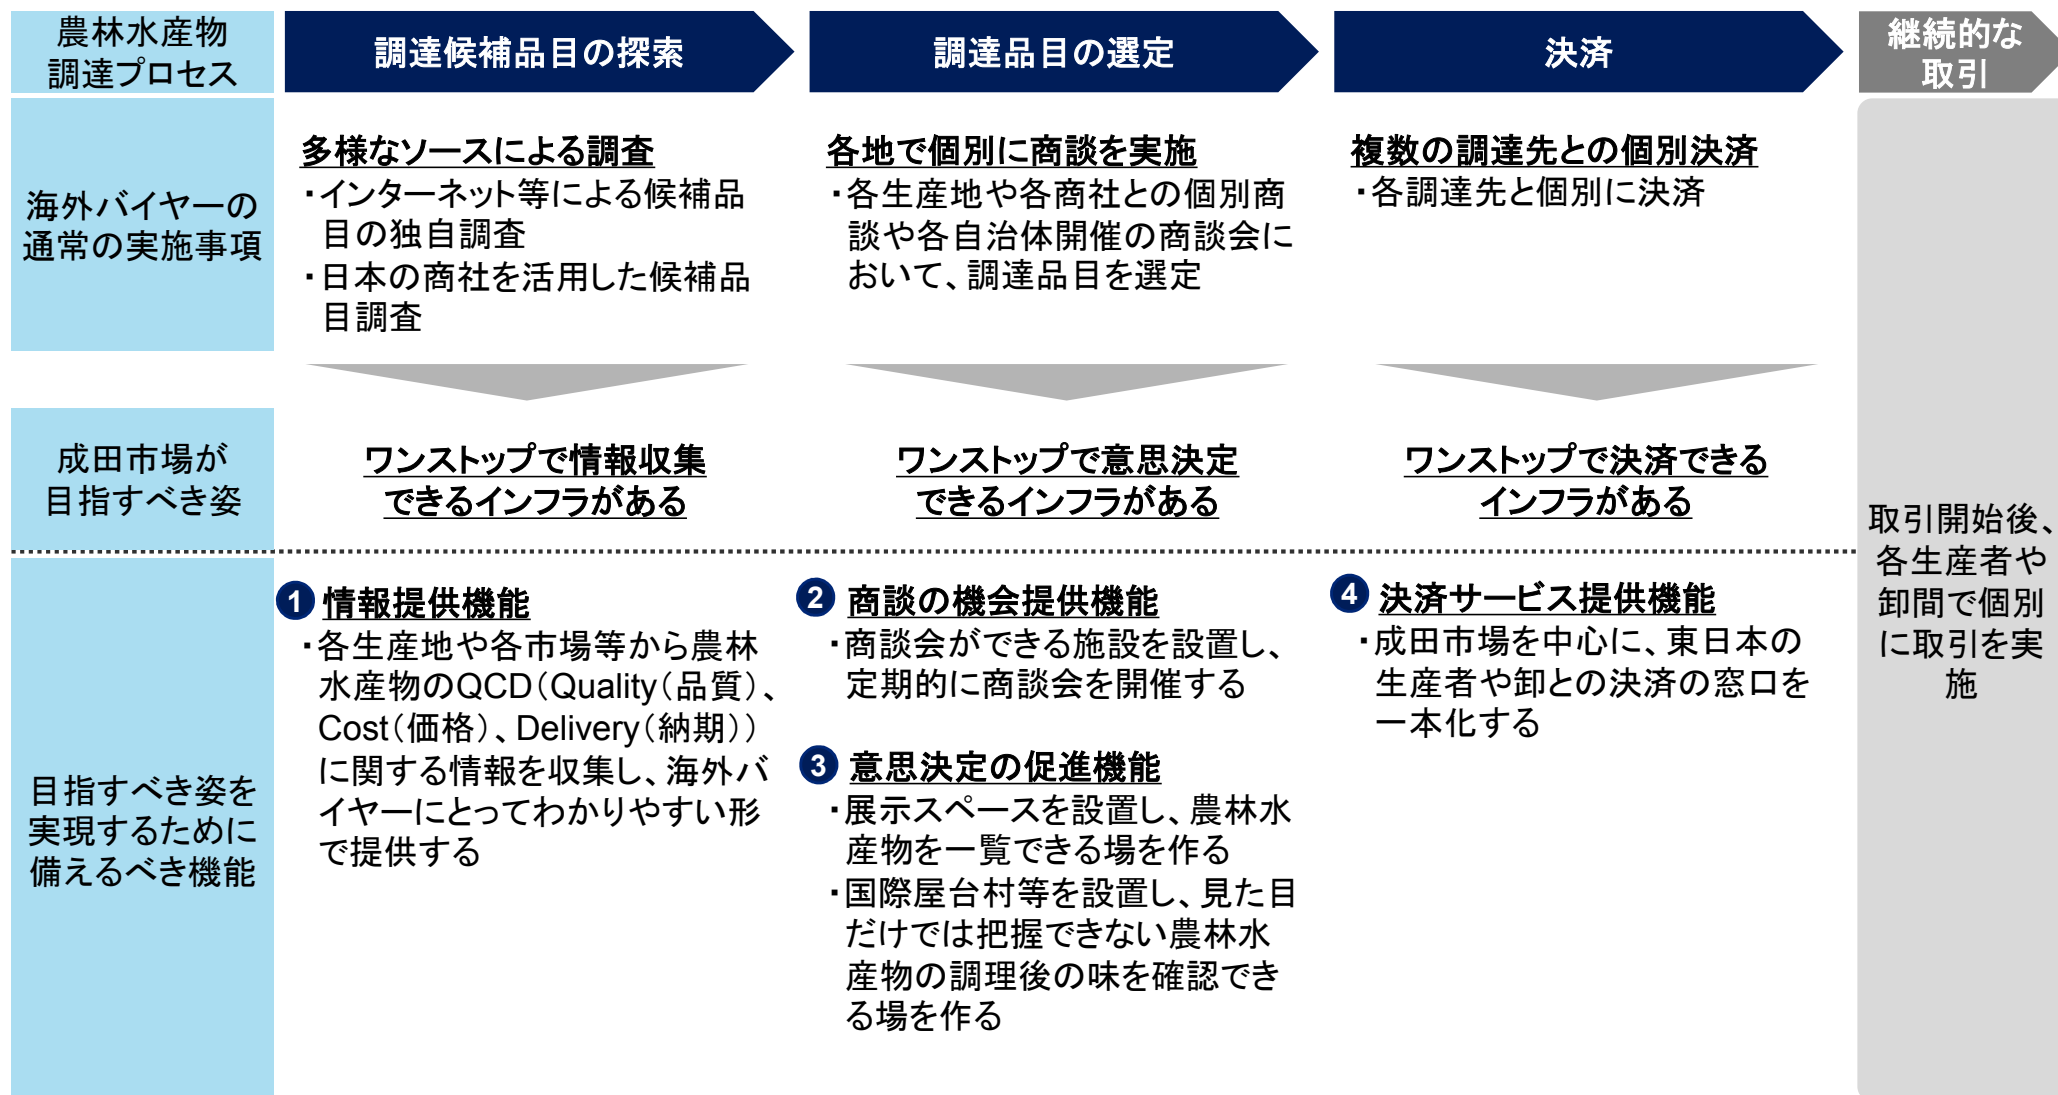 農林水産物
調達プロセス
調達候補品目の探索
調達品目の選定
決済
継続的な
取引
海外バイヤーの
通常の実施事項
多様なソースによる調査
・インターネット等による候補品
目の独自調査
・日本の商社を活用した候補品
目調査
各地で個別に商談を実施
・各生産地や各商社との個別商
談や各自治体開催の商談会に
おいて、調達品目を選定
複数の調達先との個別決済
・各調達先と個別に決済
成田市場が
目指すべき姿
ワンストップで情報収集
できるインフラがある
ワンストップで意思決定
できるインフラがある
ワンストップで決済できる
インフラがある
目指すべき姿を
実現するために
備えるべき機能
1 情報提供機能
・各生産地や各市場等から農林
水産物のQCD(Quality(品質)、
Cost(価格)、Delivery(納期))
に関する情報を収集し、海外バ
イヤーにとってわかりやすい形
で提供する
2 商談の機会提供機能
・商談会ができる施設を設置し、
定期的に商談会を開催する
3 意思決定の促進機能
・展示スペースを設置し、農林水
産物を一覧できる場を作る
・国際屋台村等を設置し、見た目
だけでは把握できない農林水
産物の調理後の味を確認でき
る場を作る
4 決済サービス提供機能
・成田市場を中心に、東日本の
生産者や卸との決済の窓口を
一本化する
取引開始後、
各生産者や
卸間で個別
に取引を実
施